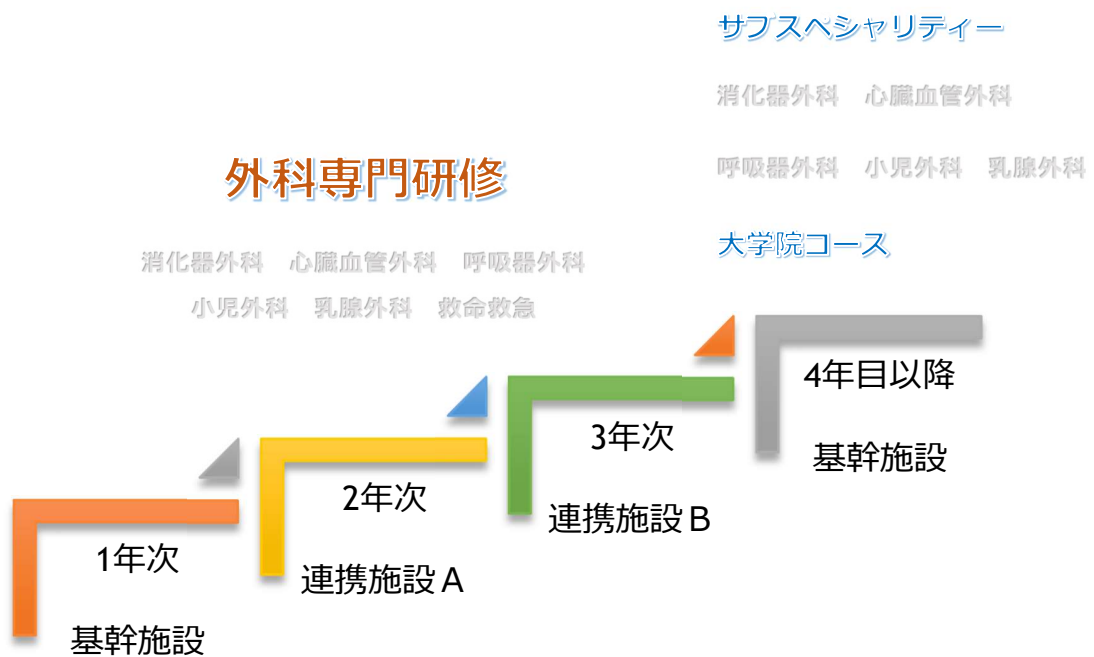 サブスペシャリティー
消化器外科 心臓血管外科
呼吸器外科 小児外科 乳腺外科
大学院コース
外科専門研修
消化器外科 心臓血管外科 呼吸器外科
小児外科 乳腺外科 救命救急
1年次
基幹施設
2年次
連携施設A
3年次
連携施設B
4年目以降
基幹施設